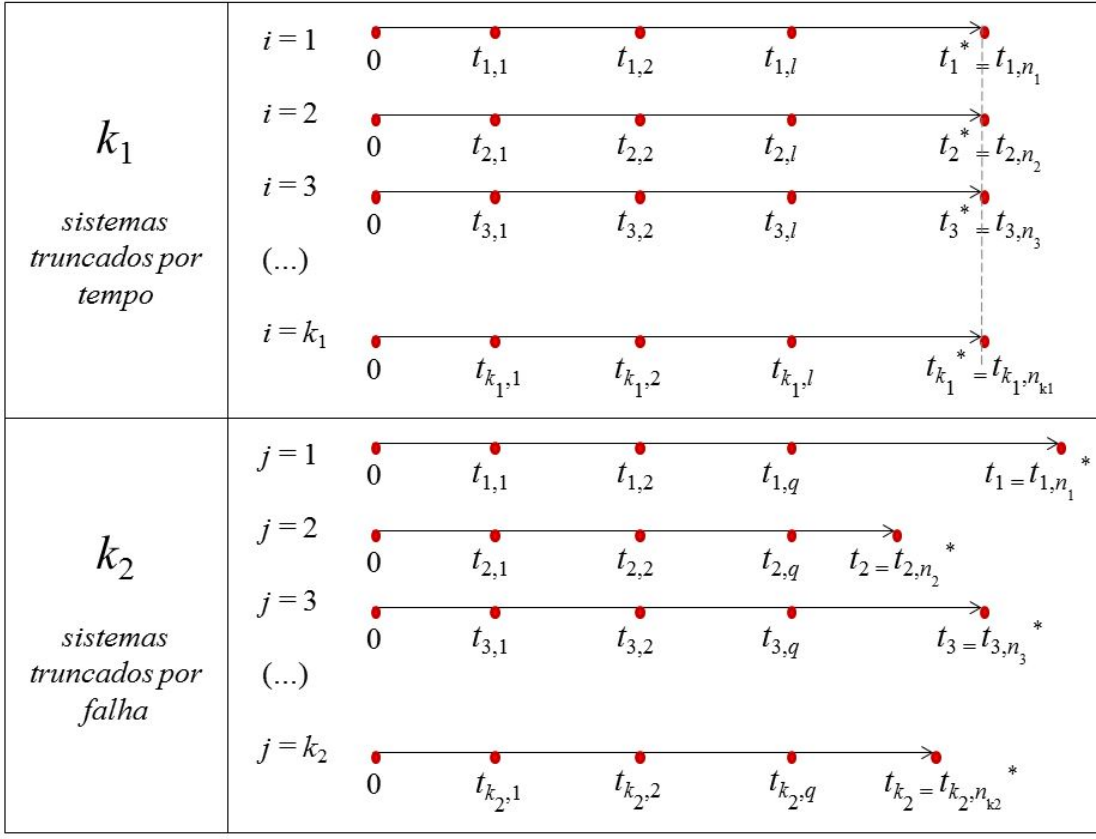 k₁
sistemas
truncados por
tempo
i = 1
0 t₁,₁ t₁,₂ t₁,l t₁* = t₁,n₁
i = 2
0 t₂,₁ t₂,₂ t₂,l t₂* = t₂,n₂
i = 3
0 t₃,₁ t₃,₂ t₃,l t₃* = t₃,n₃
(...)
i = k₁
0 tk₁,₁ tk₁,₂ tk₁,l tk₁* = tk₁,nk1
k₂
sistemas
truncados por
falha
j = 1
0 t₁,₁ t₁,₂ t₁,q t₁ = t₁,n₁*
j = 2
0 t₂,₁ t₂,₂ t₂,q t₂ = t₂,n₂*
j = 3
0 t₃,₁ t₃,₂ t₃,q t₃ = t₃,n₃*
(...)
j = k₂
0 tk₂,₁ tk₂,₂ tk₂,q tk₂ = tk₂,nk2*